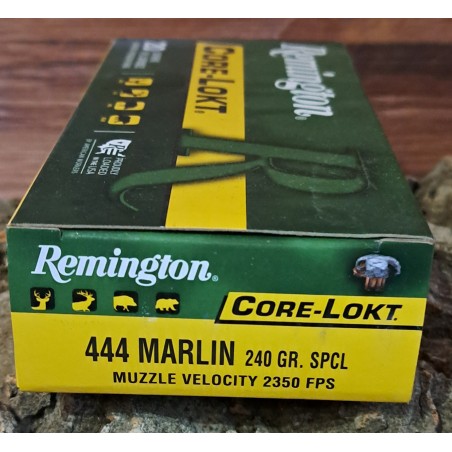 20
CORE-LOKT.
Remington
R
PROUDLY
LOADED
IN THE USA
Remington®
CORE-LOKT.
444 MARLIN 240 GR. SPCL
MUZZLE VELOCITY 2350 FPS